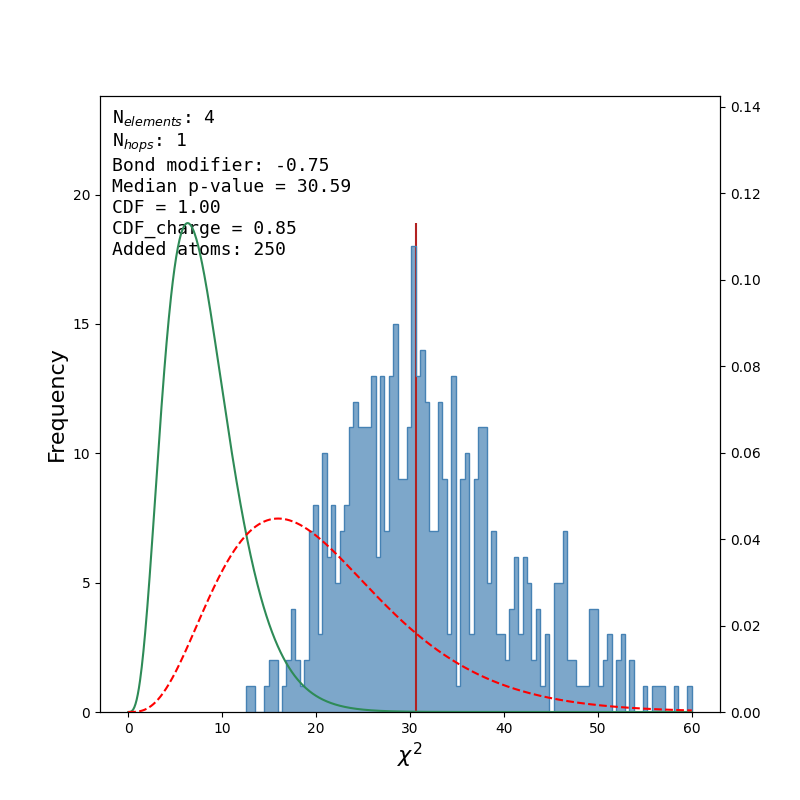 N_elements: 4
N_hops: 1
Bond modifier: -0.75
Median p-value = 30.59
CDF = 1.00
CDF_charge = 0.85
Added atoms: 250
Frequency
20
15
10
5
0
0.14
0.12
0.10
0.08
0.06
0.04
0.02
0.00
0 10 20 30 40 50 60
χ²